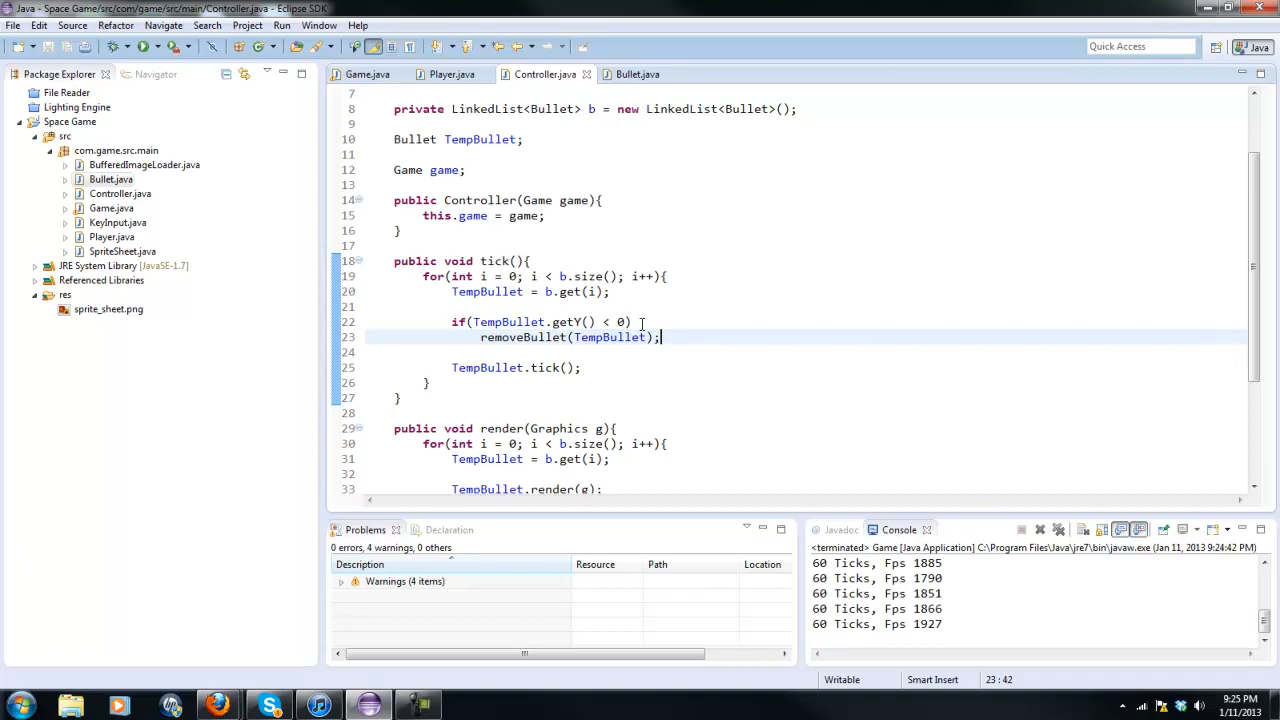 Java - Space Game/src/com/game/src/main/Controller.java - Eclipse SDK
File Edit Source Refactor Navigate Search Project Run Window Help
Quick Access
Java
Package Explorer Navigator
File Reader
Lighting Engine
Space Game
src
com.game.src.main
BufferedImageLoader.java
Bullet.java
Controller.java
Game.java
KeyInput.java
Player.java
SpriteSheet.java
JRE System Library [JavaSE-1.7]
Referenced Libraries
res
sprite_sheet.png
Game.java Player.java Controller.java Bullet.java
7
8 private LinkedList<Bullet> b = new LinkedList<Bullet>();
9
10 Bullet TempBullet;
11
12 Game game;
13
14 public Controller(Game game){
15 this.game = game;
16 }
17
18 public void tick(){
19 for(int i = 0; i < b.size(); i++){
20 TempBullet = b.get(i);
21
22 if(TempBullet.getY() < 0)
23 removeBullet(TempBullet);
24
25 TempBullet.tick();
26 }
27 }
28
29 public void render(Graphics g){
30 for(int i = 0; i < b.size(); i++){
31 TempBullet = b.get(i);
32
33 TempBullet.render(g);
Problems Declaration
0 errors, 4 warnings, 0 others
Description Resource Path Location
Warnings (4 items)
Javadoc Console
<terminated> Game [Java Application] C:\Program Files\Java\jre7\bin\javaw.exe (Jan 11, 2013 9:24:42 PM)
60 Ticks, Fps 1885
60 Ticks, Fps 1790
60 Ticks, Fps 1851
60 Ticks, Fps 1866
60 Ticks, Fps 1927
Writable Smart Insert 23 : 42
9:25 PM
1/11/2013